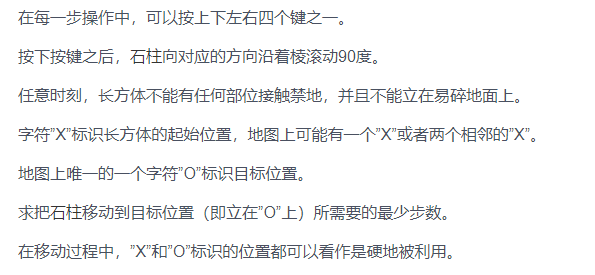 在每一步操作中，可以按上下左右四个键之一。
按下按键之后，石柱向对应的方向沿着棱滚动90度。
任意时刻，长方体不能有任何部位接触禁地，并且不能立在易碎地面上。
字符”X”标识长方体的起始位置，地图上可能有一个”X”或者两个相邻的”X”。
地图上唯一的一个字符”O”标识目标位置。
求把石柱移动到目标位置（即立在”O”上）所需要的最少步数。
在移动过程中，”X”和”O”标识的位置都可以看作是硬地被利用。